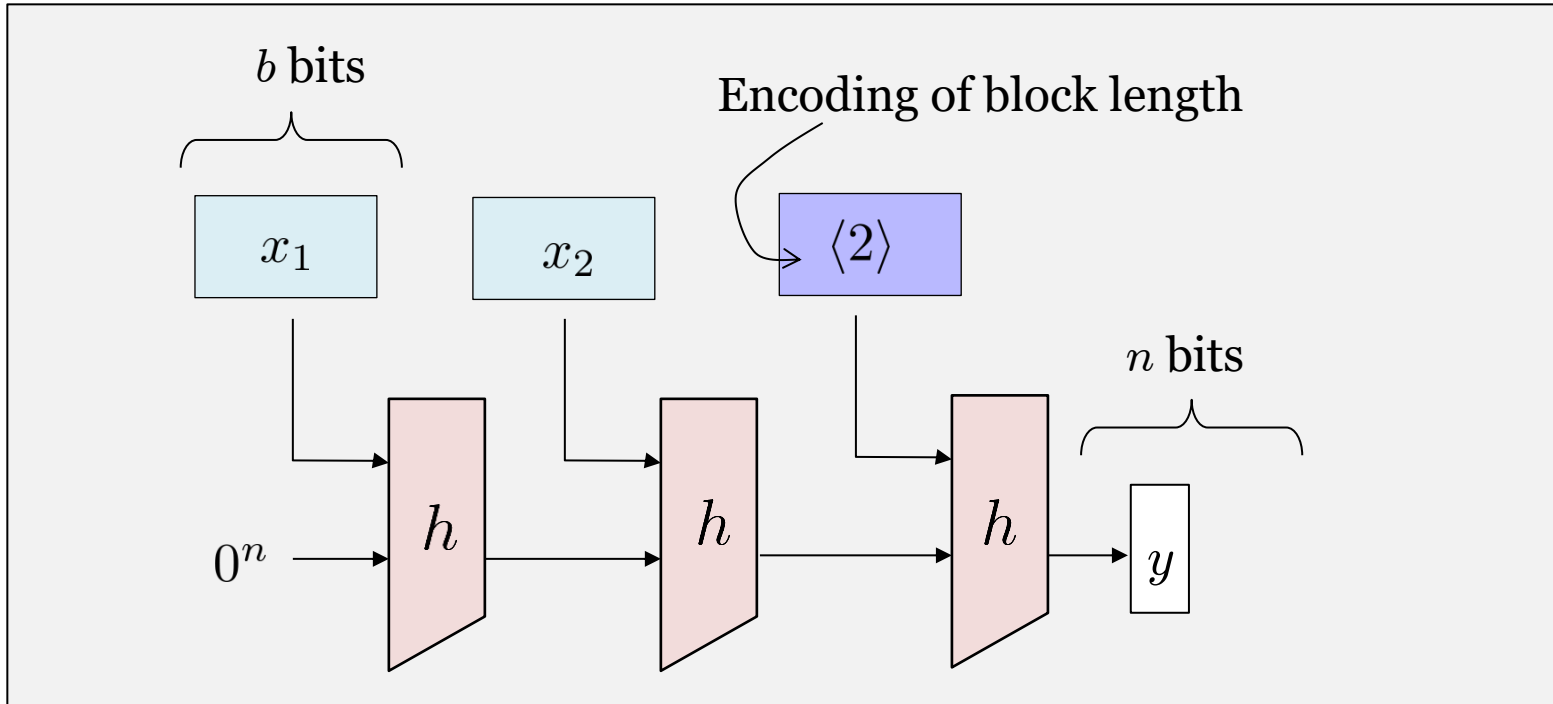 b bits
Encoding of block length
x₁
x₂
⟨2⟩
n bits
h
h
h
0ⁿ
y